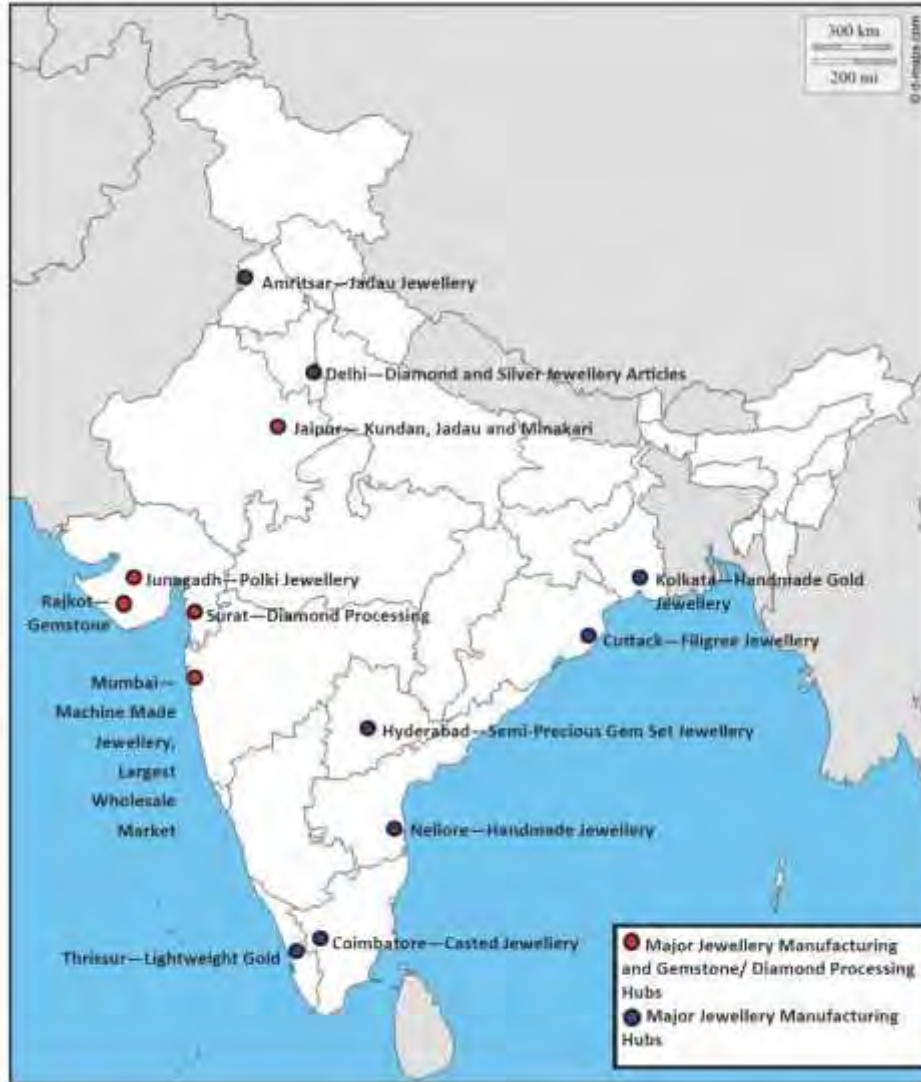 300 km
200 mi
© d-maps.com
Amritsar—Jadau Jewellery
Delhi—Diamond and Silver Jewellery Articles
Jaipur— Kundan, Jadau and Minakari
Junagadh—Polki Jewellery
Rajkot—
Gemstone
Surat—Diamond Processing
Kolkata—Handmade Gold
Jewellery
Cuttack—Filigree Jewellery
Mumbai—
Machine Made
Jewellery,
Largest
Wholesale
Market
Hyderabad—Semi-Precious Gem Set Jewellery
Nellore—Handmade Jewellery
Coimbatore—Casted Jewellery
Thrissur—Lightweight Gold
Major Jewellery Manufacturing
and Gemstone/ Diamond Processing
Hubs
Major Jewellery Manufacturing
Hubs